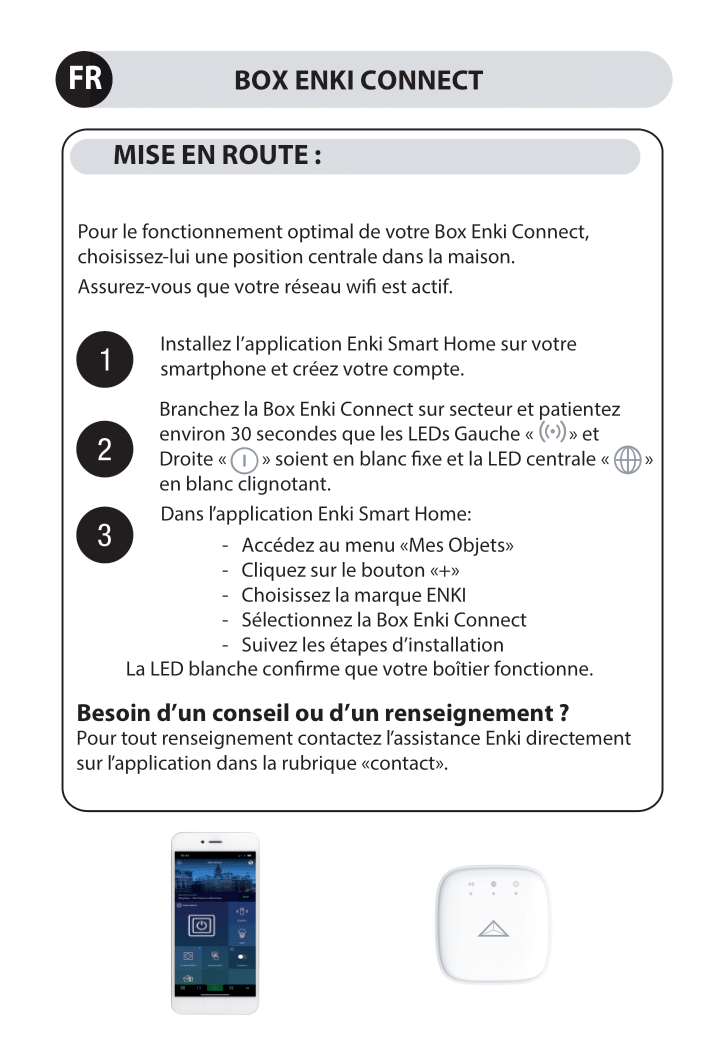 FR
BOX ENKI CONNECT
MISE EN ROUTE :
Pour le fonctionnement optimal de votre Box Enki Connect,
choisissez-lui une position centrale dans la maison.
Assurez-vous que votre réseau wifi est actif.
1
Installez l’application Enki Smart Home sur votre
smartphone et créez votre compte.
2
Branchez la Box Enki Connect sur secteur et patientez
environ 30 secondes que les LEDs Gauche « » et
Droite « » soient en blanc fixe et la LED centrale « »
en blanc clignotant.
3
Dans l’application Enki Smart Home:
- Accédez au menu «Mes Objets»
- Cliquez sur le bouton «+»
- Choisissez la marque ENKI
- Sélectionnez la Box Enki Connect
- Suivez les étapes d’installation
La LED blanche confirme que votre boîtier fonctionne.
Besoin d’un conseil ou d’un renseignement ?
Pour tout renseignement contactez l’assistance Enki directement
sur l’application dans la rubrique «contact».